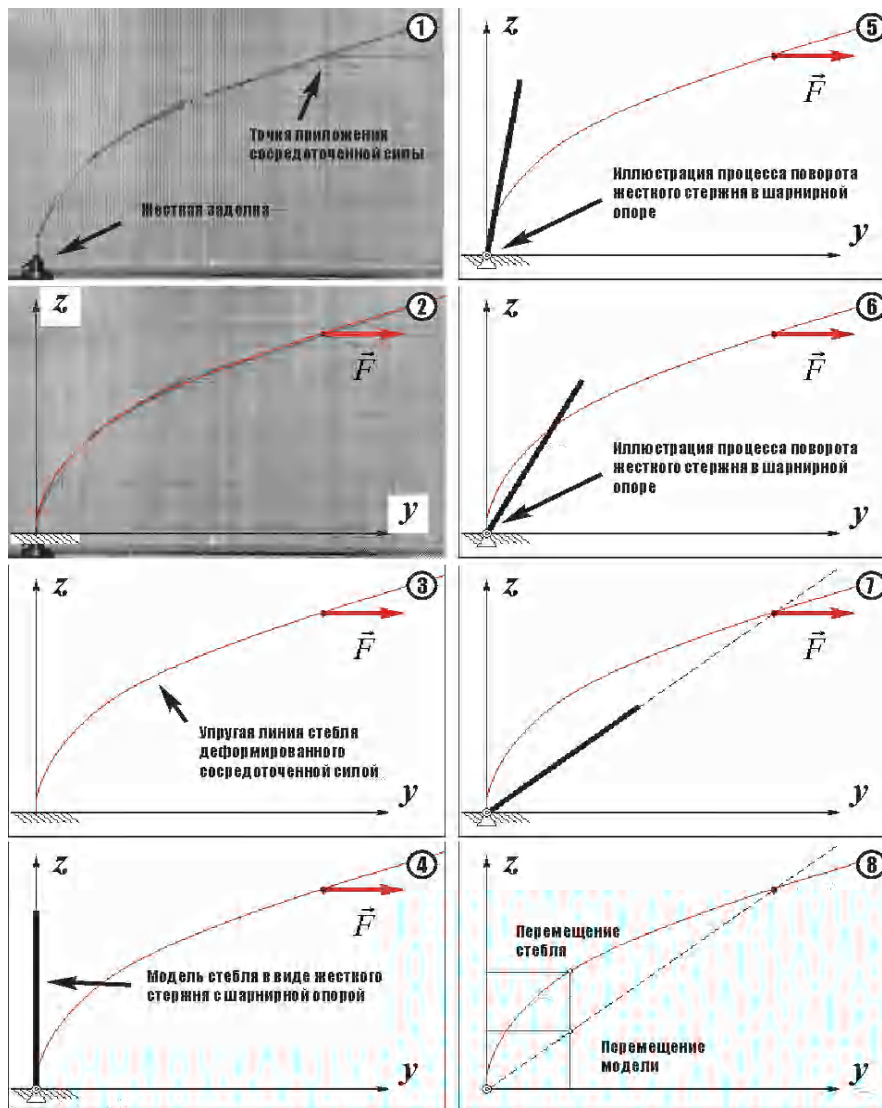 1
Точка приложения
сосредоточенной силы
Жесткая заделка
2
z
F
y
3
z
F
Упругая линия стебля
деформированного
сосредоточенной силой
y
4
z
F
Модель стебля в виде жесткого
стержня с шарнирной опорой
y
5
z
F
Иллюстрация процесса поворота
жесткого стержня в шарнирной
опоре
y
6
z
F
Иллюстрация процесса поворота
жесткого стержня в шарнирной
опоре
y
7
z
F
y
8
z
Перемещение
стебля
Перемещение
модели
y